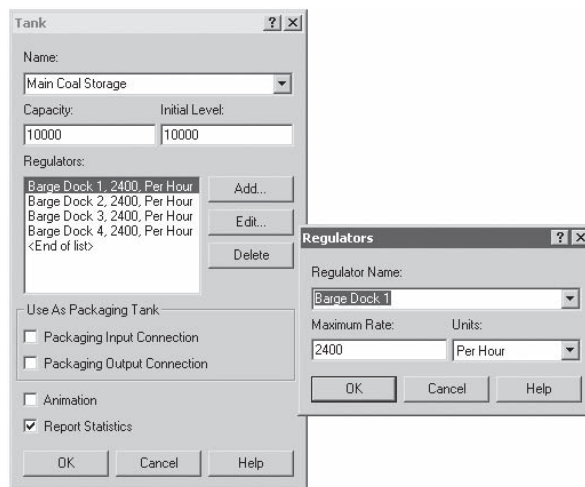 Tank
Name:
Main Coal Storage
Capacity: Initial Level:
10000 10000
Regulators:
Barge Dock 1, 2400, Per Hour
Barge Dock 2, 2400, Per Hour
Barge Dock 3, 2400, Per Hour
Barge Dock 4, 2400, Per Hour
<End of list>
Add...
Edit...
Delete
Use As Packaging Tank
Packaging Input Connection
Packaging Output Connection
Animation
Report Statistics
OK Cancel Help
Regulators
Regulator Name:
Barge Dock 1
Maximum Rate: Units:
2400 Per Hour
OK Cancel Help